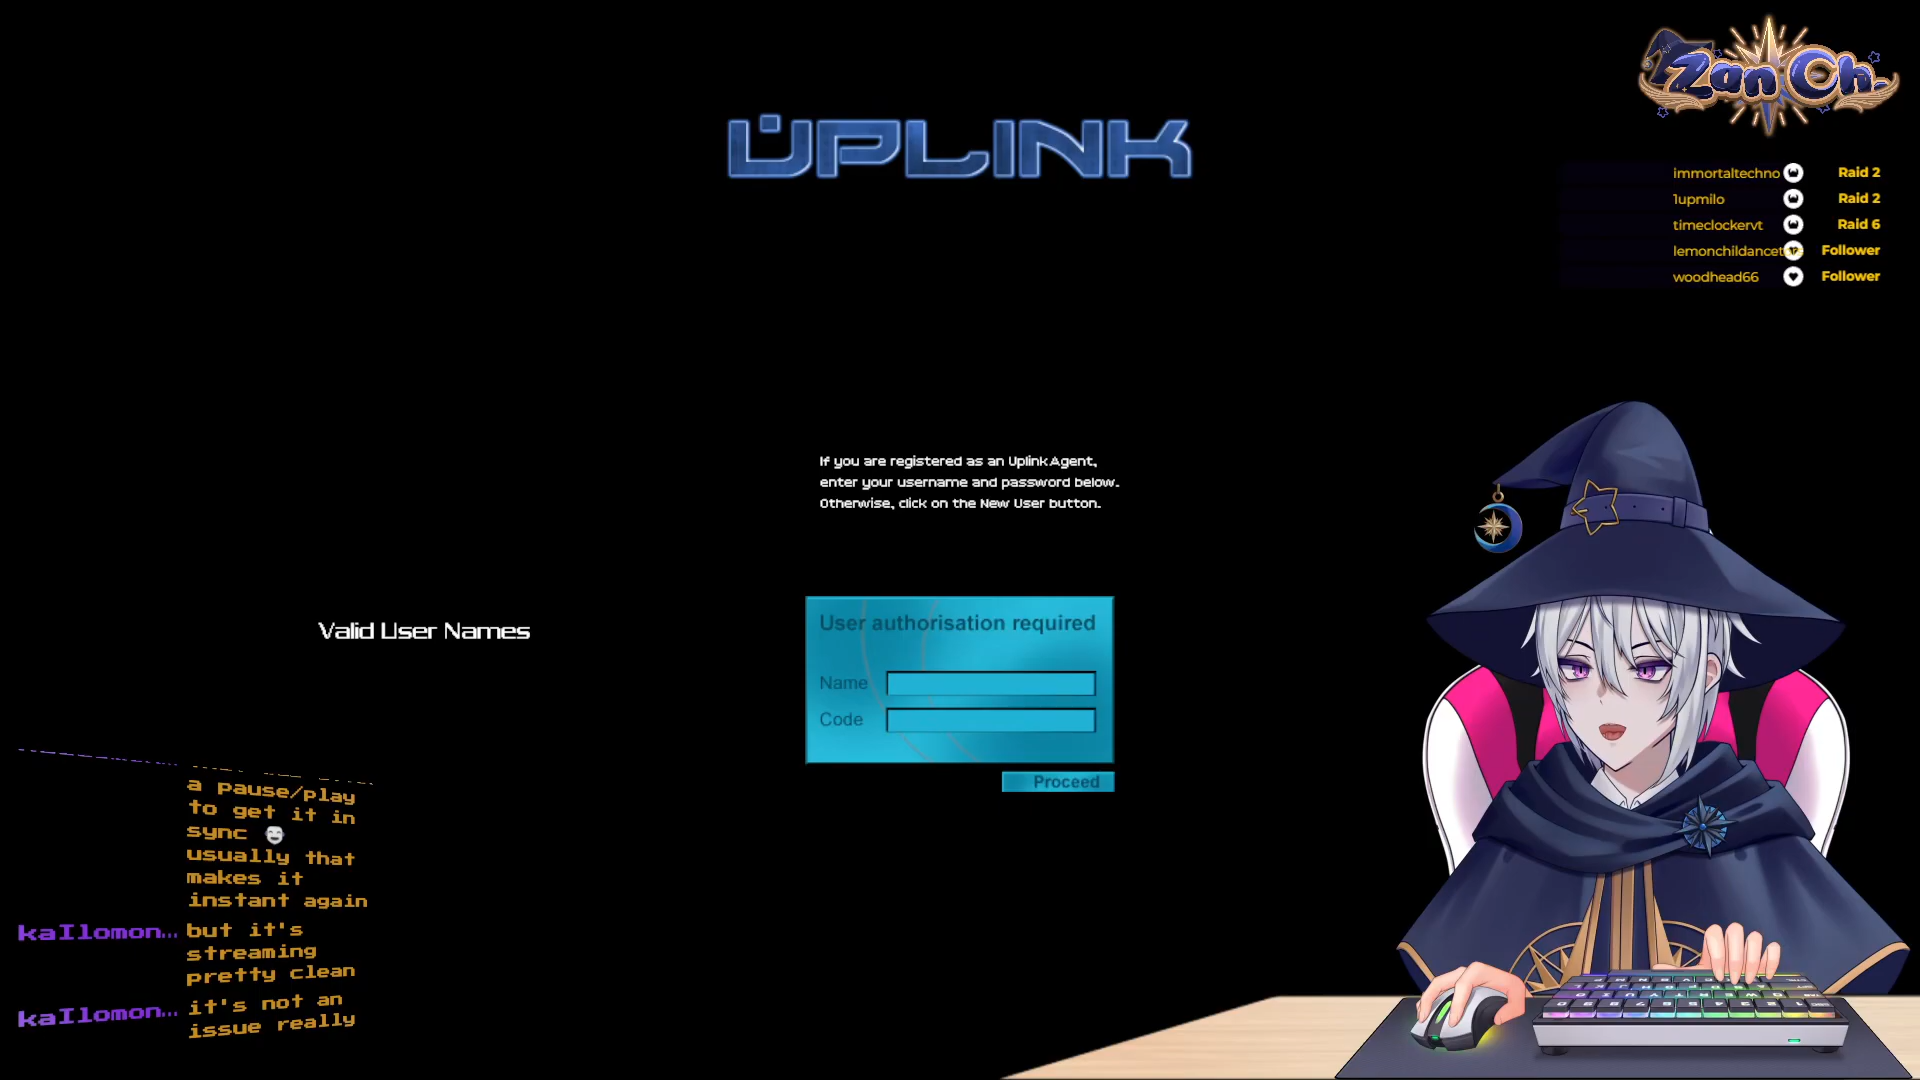 UPLINK
Zan Ch.
immortaltechno Raid 2
1upmilo Raid 2
timeclockervt Raid 6
lemonchildancet Follower
woodhead66 Follower
If you are registered as an Uplink Agent,
enter your username and password below.
Otherwise, click on the New User button.
Valid User Names
User authorisation required
Name
Code
Proceed
a pause/play
to get it in
sync
usually that
makes it
instant again
kaIlomon... but it's
streaming
pretty clean
kaIlomon... it's not an
issue really